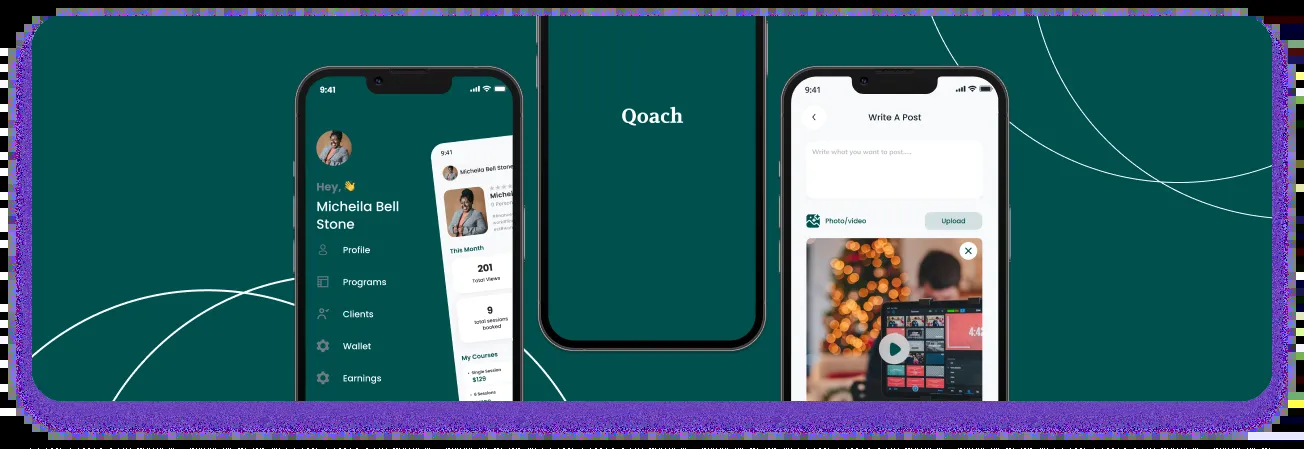 9:41
Hey, 👋
Micheila Bell
Stone
Profile
Programs
Clients
Wallet
Earnings
9:41
Micheila Bell Stone
This Month
201
Total Views
9
Total sessions
booked
My Courses
Single Session
$129
Qoach
9:41
Write A Post
Write what you want to post.....
Photo/video
Upload
4:42